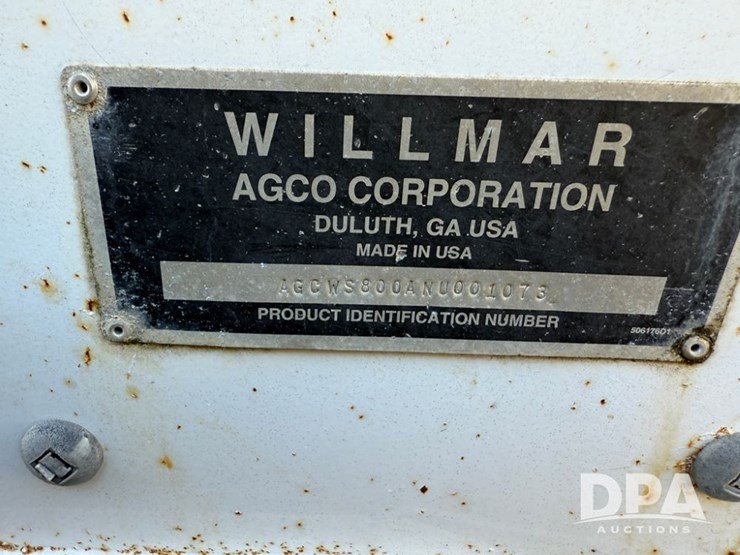 WILLMAR
AGCO CORPORATION
DULUTH, GA USA
MADE IN USA
AGCWS800ANU001073
PRODUCT IDENTIFICATION NUMBER
50617601
DPA
AUCTIONS